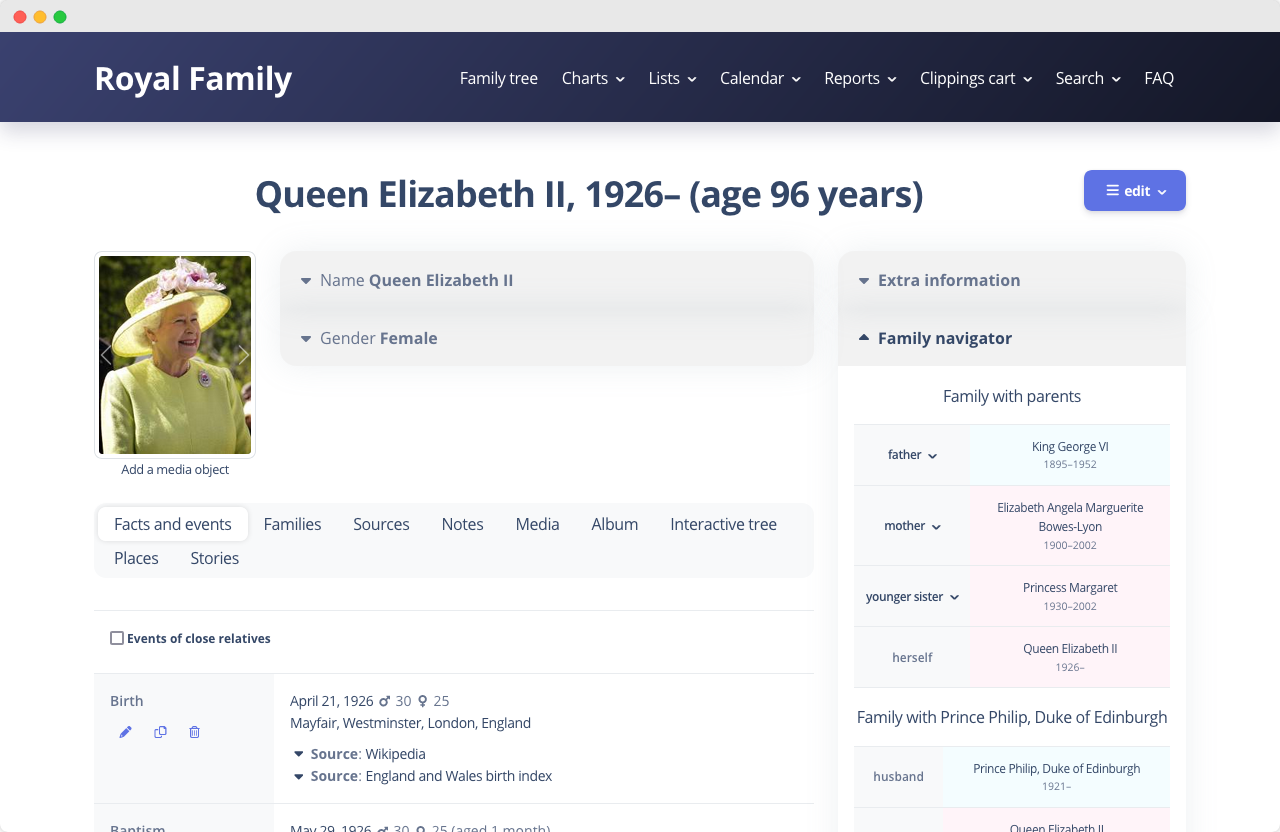 Royal Family
Family tree Charts Lists Calendar Reports Clippings cart Search FAQ
Queen Elizabeth II, 1926– (age 96 years)
edit
Add a media object
Name Queen Elizabeth II
Gender Female
Facts and events Families Sources Notes Media Album Interactive tree
Places Stories
Events of close relatives
Birth
April 21, 1926 ♂ 30 ♀ 25
Mayfair, Westminster, London, England
Source: Wikipedia
Source: England and Wales birth index
Baptism
May 29, 1926 ♂ 30 ♀ 25 (aged 1 month)
Extra information
Family navigator
Family with parents
father
King George VI
1895–1952
mother
Elizabeth Angela Marguerite
Bowes-Lyon
1900–2002
younger sister
Princess Margaret
1930–2002
herself
Queen Elizabeth II
1926–
Family with Prince Philip, Duke of Edinburgh
husband
Prince Philip, Duke of Edinburgh
1921–
Queen Elizabeth II